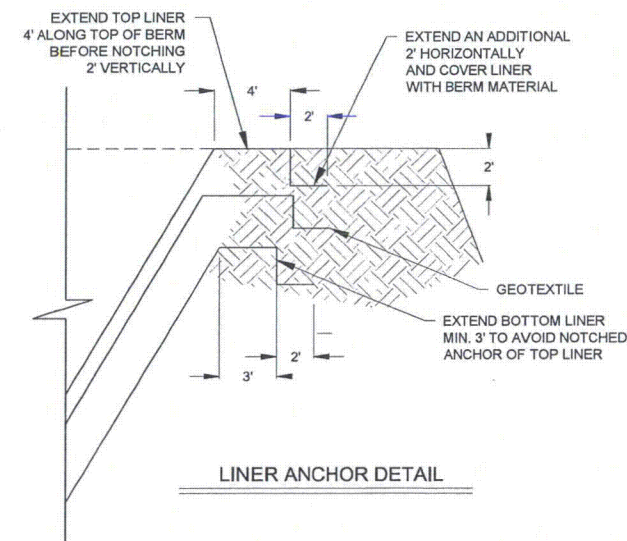 EXTEND TOP LINER
4' ALONG TOP OF BERM
BEFORE NOTCHING
2' VERTICALLY
EXTEND AN ADDITIONAL
2' HORIZONTALLY
AND COVER LINER
WITH BERM MATERIAL
4'
2'
2'
GEOTEXTILE
EXTEND BOTTOM LINER
MIN. 3' TO AVOID NOTCHED
ANCHOR OF TOP LINER
2'
3'
LINER ANCHOR DETAIL